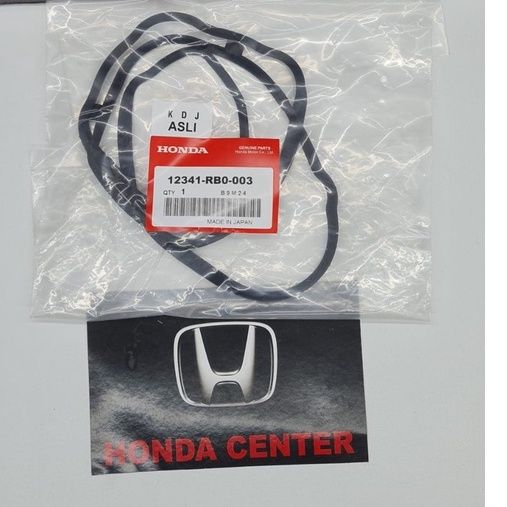 K D J
ASLI
HONDA
GENUINE PARTS
Honda Motor Co., Ltd.
12341-RB0-003
QTY 1 B9M24
MADE IN JAPAN
HONDA CENTER